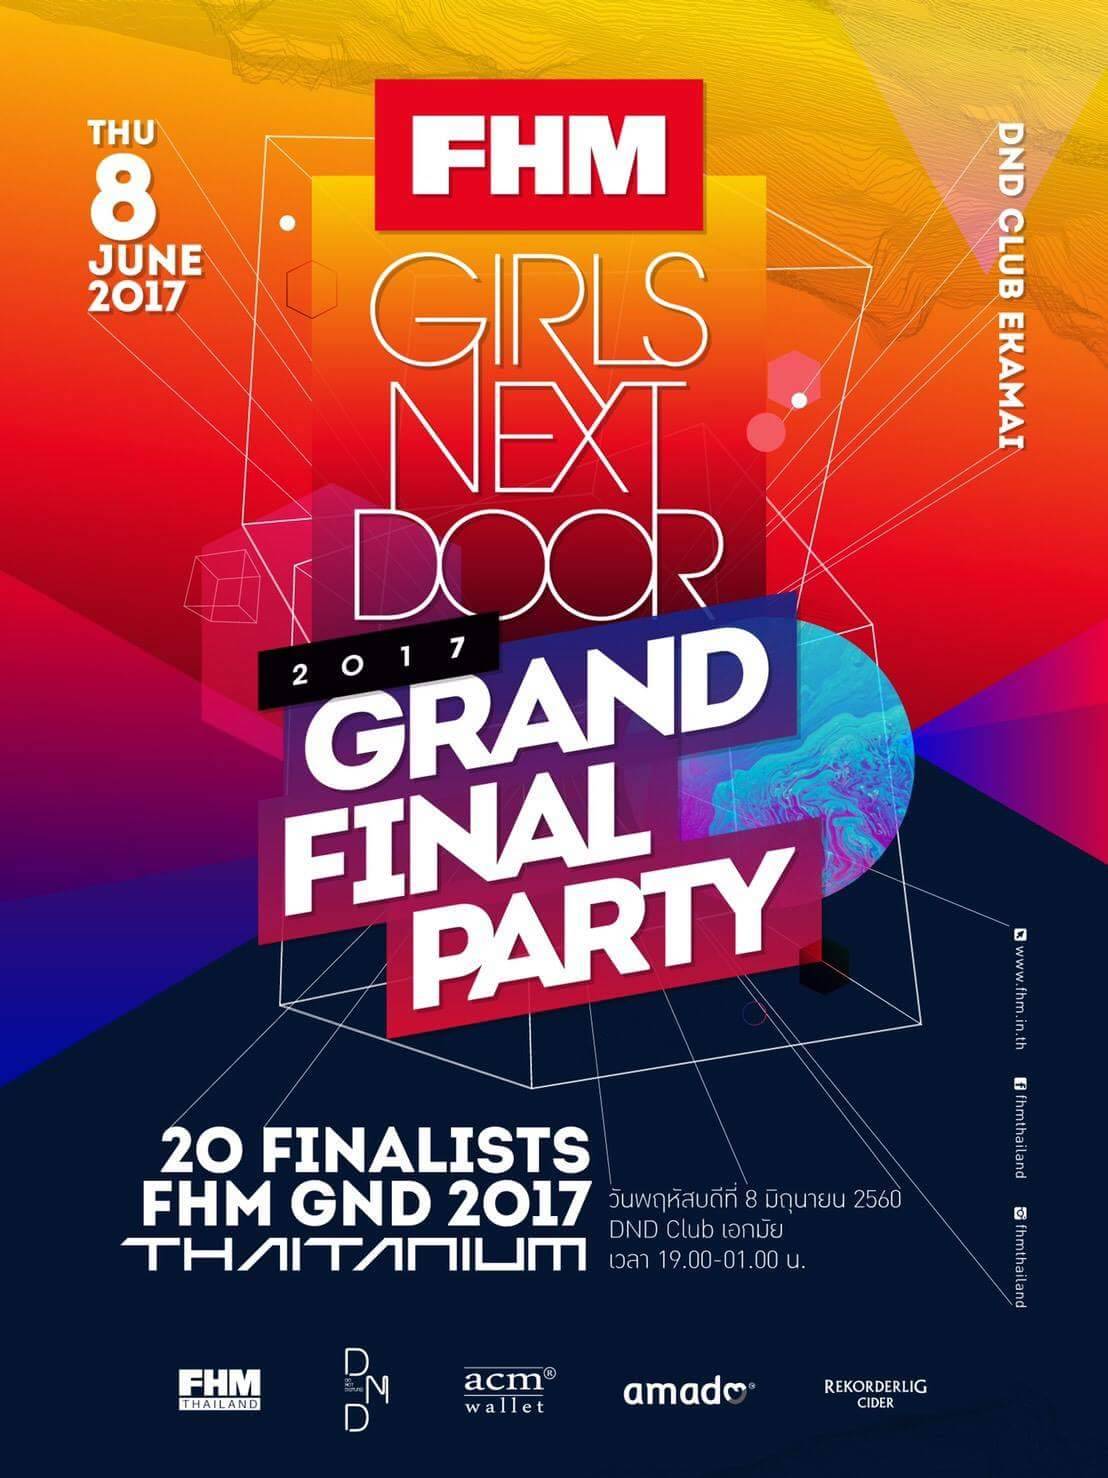 FHM
THU
8
JUNE
2017
DND CLUB EKAMAI
GIRLS
NEXT
DOOR
2017
GRAND
FINAL
PARTY
www.fhm.in.th
fhmthailand
fhmthailand
20 FINALISTS
FHM GND 2017
THAITANIUM
วันพฤหัสบดีที่ 8 มิถุนายน 2560
DND Club เอกมัย
เวลา 19.00-01.00 น.
FHM
THAILAND
DND
DO NOT DISTURB
acm®
wallet
amado
REKORDERLIG
CIDER